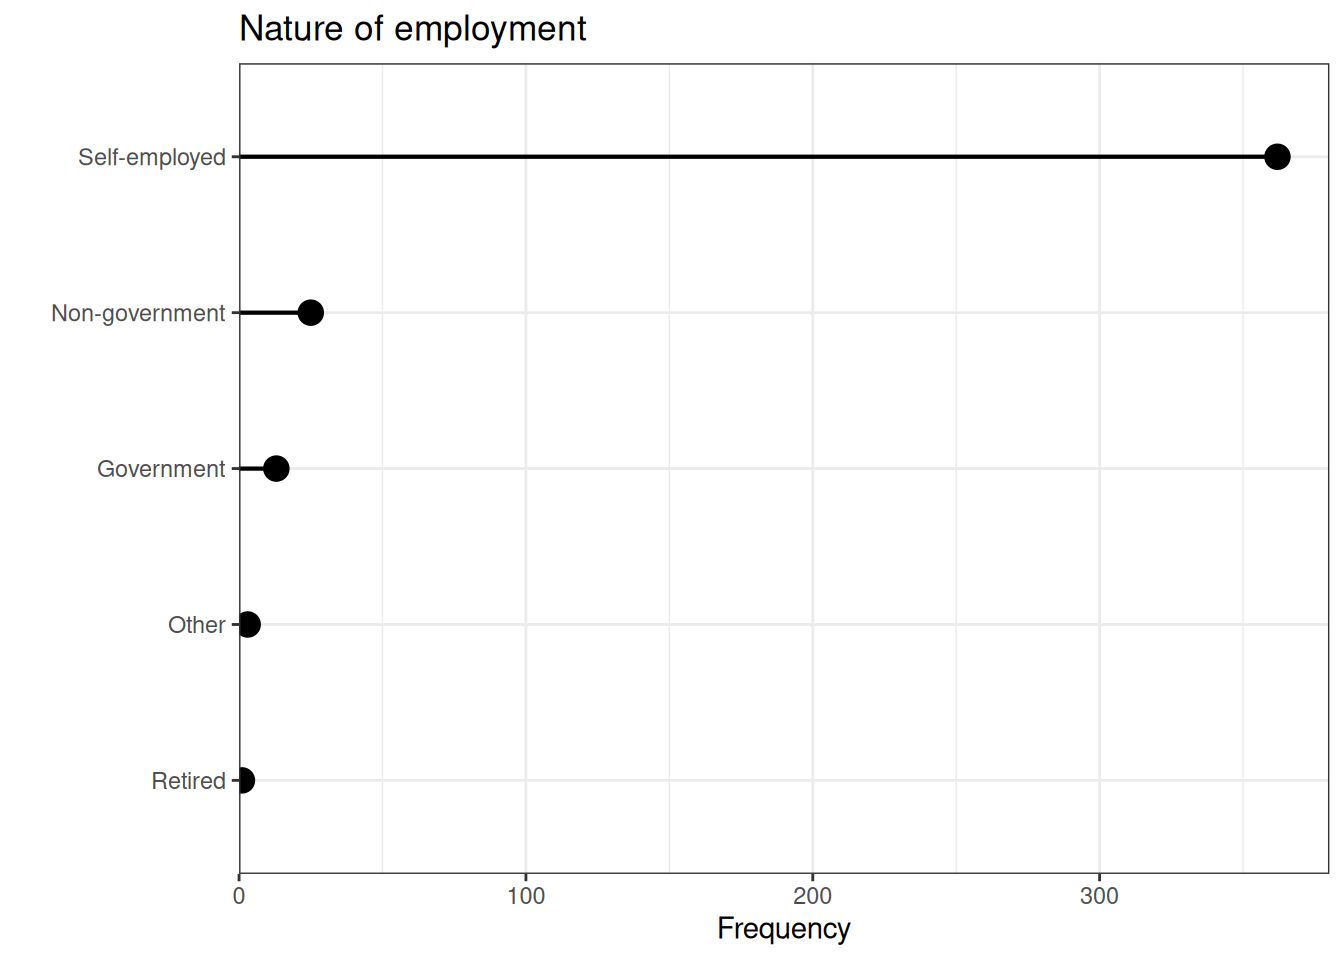 Nature of employment
Self-employed
Non-government
Government
Other
Retired
0 100 200 300
Frequency